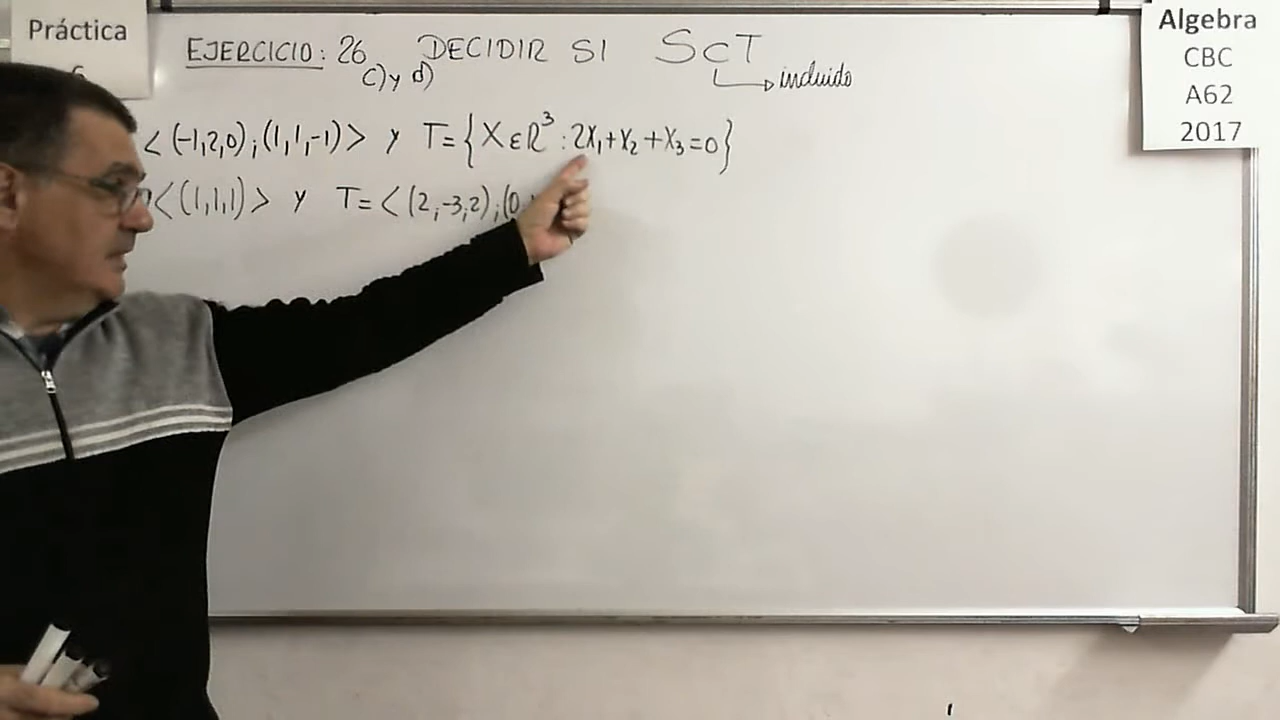 Práctica
EJERCICIO: 26 DECIDIR SI S⊂T
c) y d)
incluido
<(-1,2,0);(1,1,-1)> y T={X∈R³:2X₁+X₂+X₃=0}
<(1,1,1)> y T=<(2,-3,2);(0,
Algebra
CBC
A62
2017